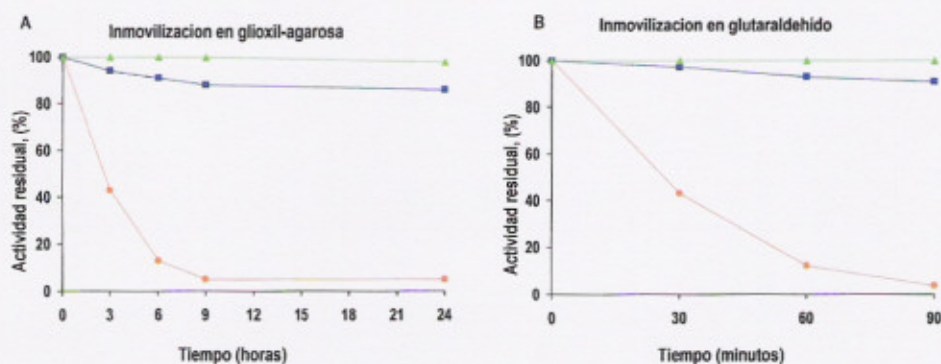 A
Inmovilizacion en glioxil-agarosa
Actividad residual, (%)
100
80
60
40
20
0
0 3 6 9 12 15 18 21 24
Tiempo (horas)
B
Inmovilizacion en glutaraldehido
Actividad residual, (%)
100
80
60
40
20
0
0 30 60 90
Tiempo (minutos)